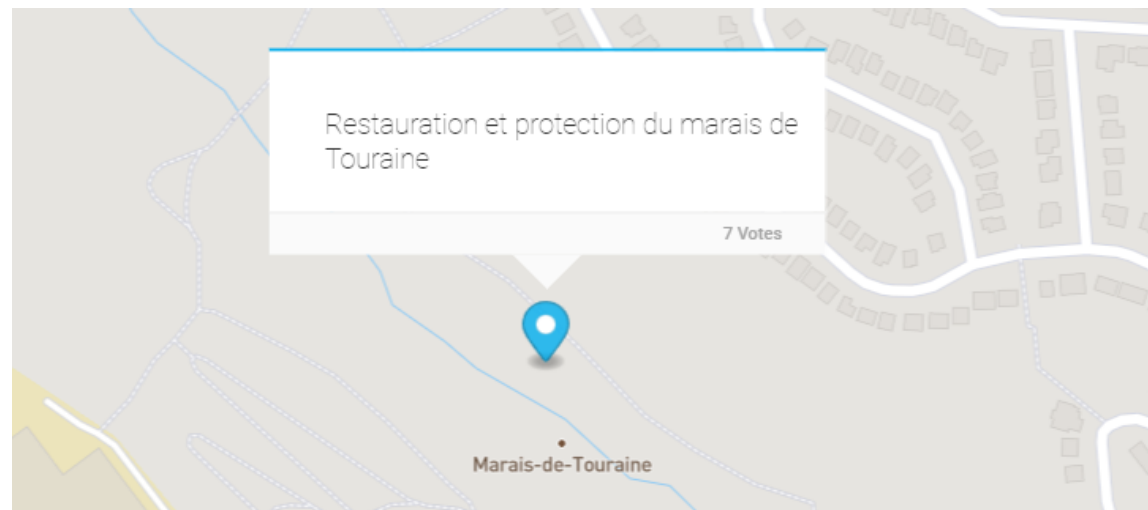 Restauration et protection du marais de
Touraine
7 Votes
Marais-de-Touraine